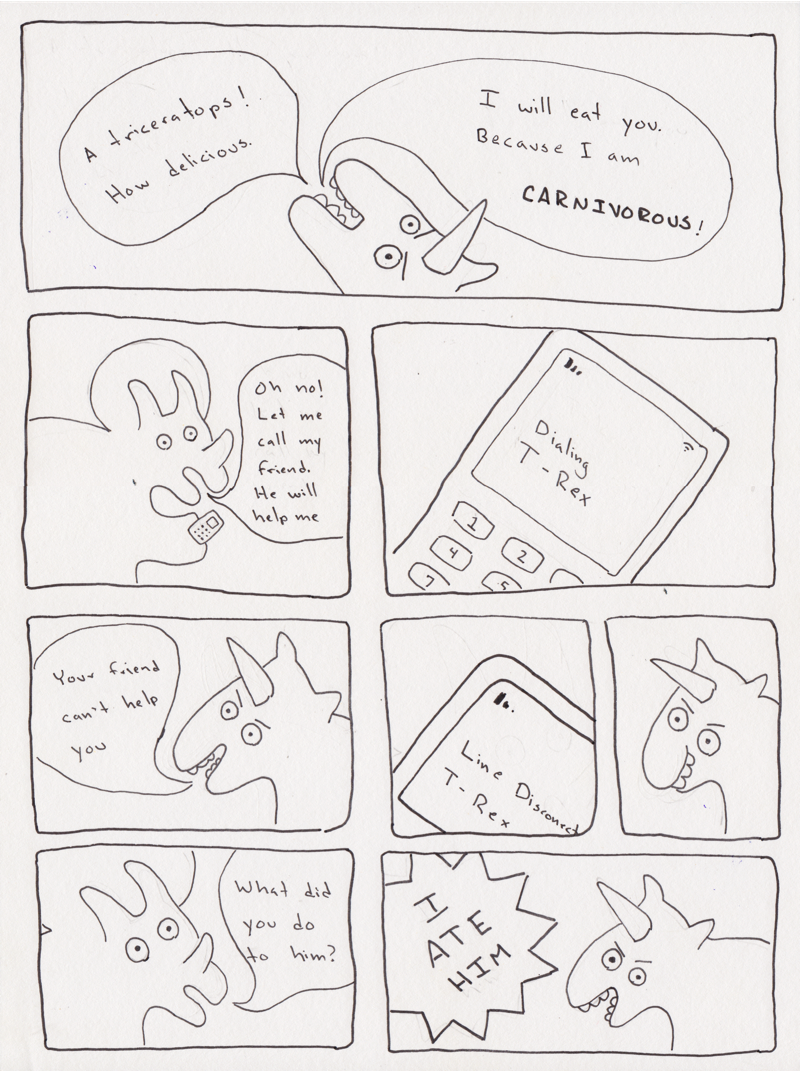 A triceratops!
How delicious.
I will eat you.
Because I am
CARNIVOROUS!
Oh no!
Let me
call my
friend.
He will
help me
Dialing
T-Rex
1
4
2
7
5
Your friend
can't help
you
Line Disconnect
T-Rex
What did
you do
to him?
I
ATE
HIM